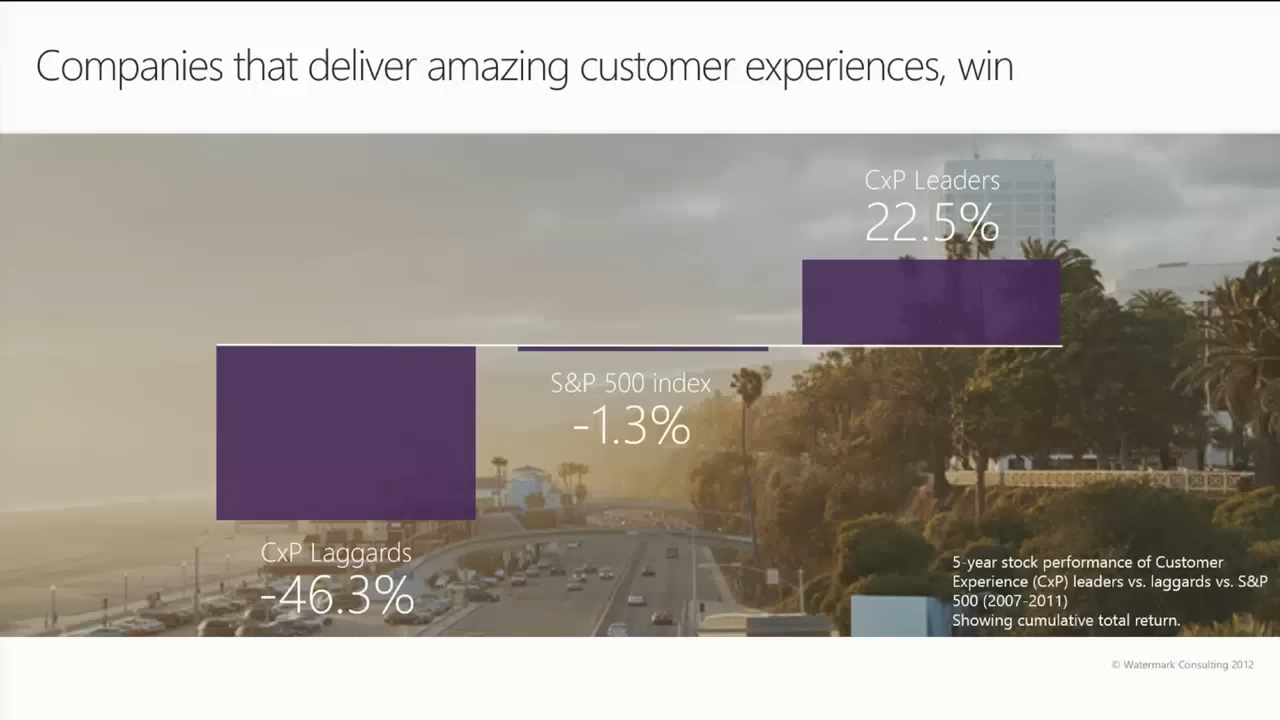 Companies that deliver amazing customer experiences, win
CxP Leaders
22.5%
S&P 500 index
-1.3%
CxP Laggards
-46.3%
5-year stock performance of Customer
Experience (CxP) leaders vs. laggards vs. S&P
500 (2007-2011)
Showing cumulative total return.
© Watermark Consulting 2012